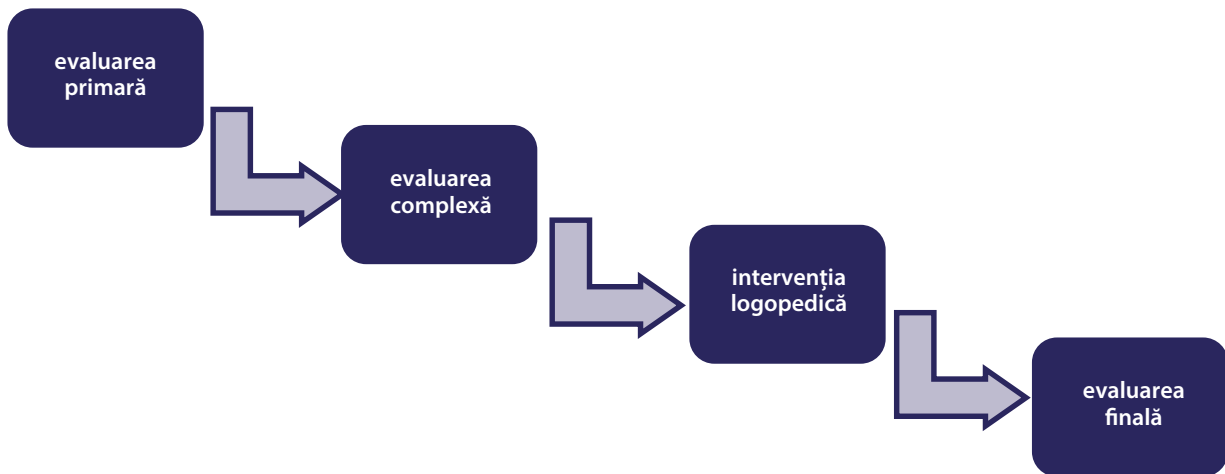 evaluarea
primară
evaluarea
complexă
intervenția
logopedică
evaluarea
finală